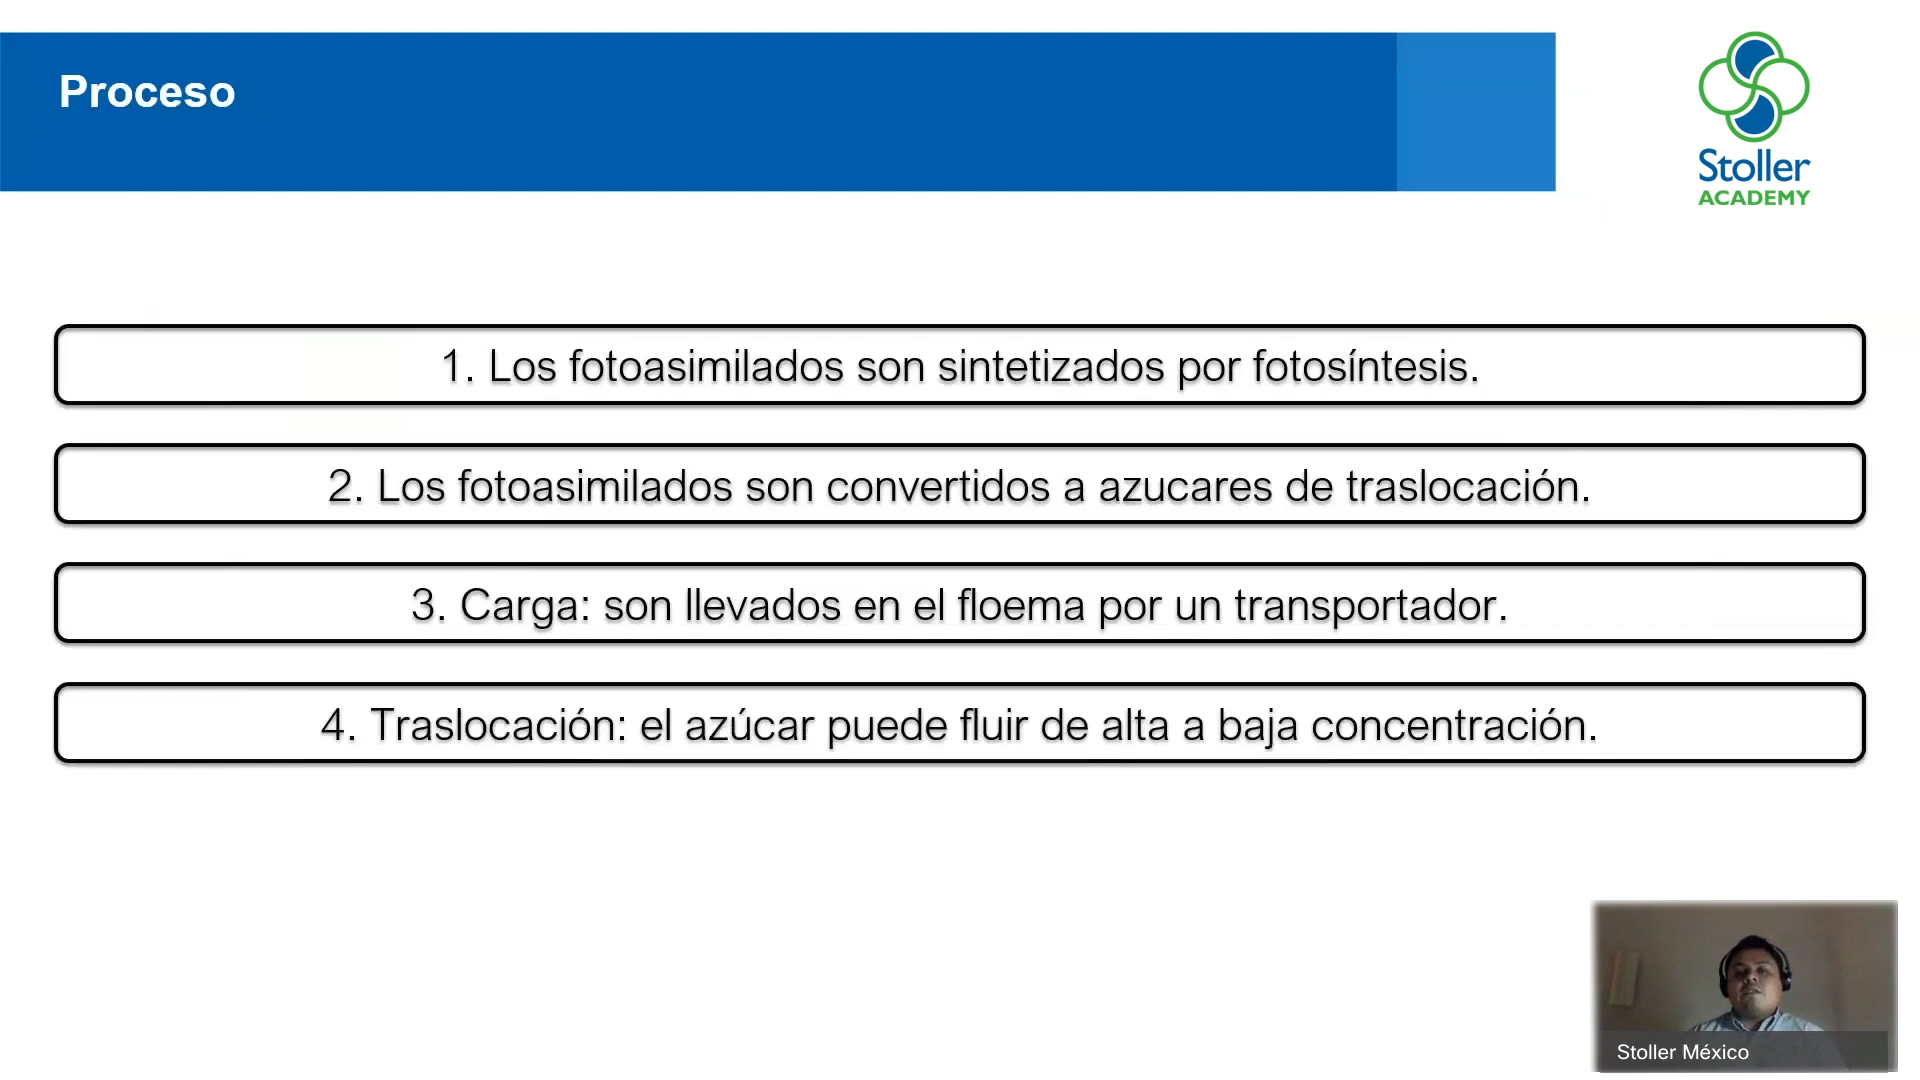 Proceso
Stoller
ACADEMY
1. Los fotoasimilados son sintetizados por fotosíntesis.
2. Los fotoasimilados son convertidos a azucares de traslocación.
3. Carga: son llevados en el floema por un transportador.
4. Traslocación: el azúcar puede fluir de alta a baja concentración.
Stoller México